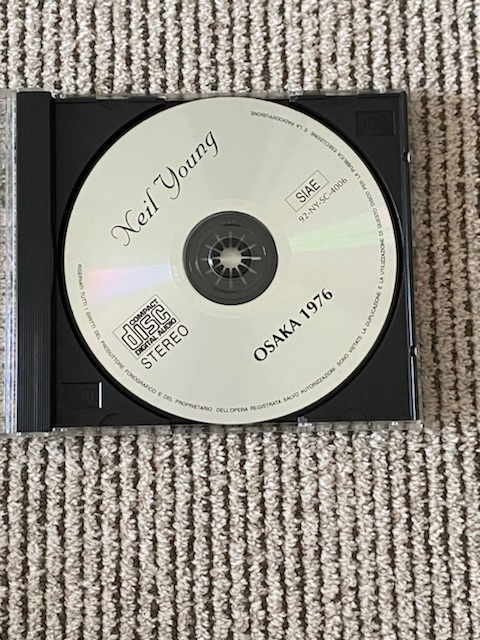 Neil Young
SIAE
92-NY-SC-4006
COMPACT
disc
DIGITAL AUDIO
STEREO
OSAKA 1976
RISERVATI TUTTI I DIRITTI DEL PRODUTTORE FONOGRAFICO E DEL PROPRIETARIO DELL'OPERA REGISTRATA SALVO AUTORIZZAZIONI: SONO VIETATE LA DUPLICAZIONE E LA UTILIZZAZIONE DI QUESTO DISCO PER LA PUBBLICA ESECUZIONE E LA RADIODIFFUSIONE.